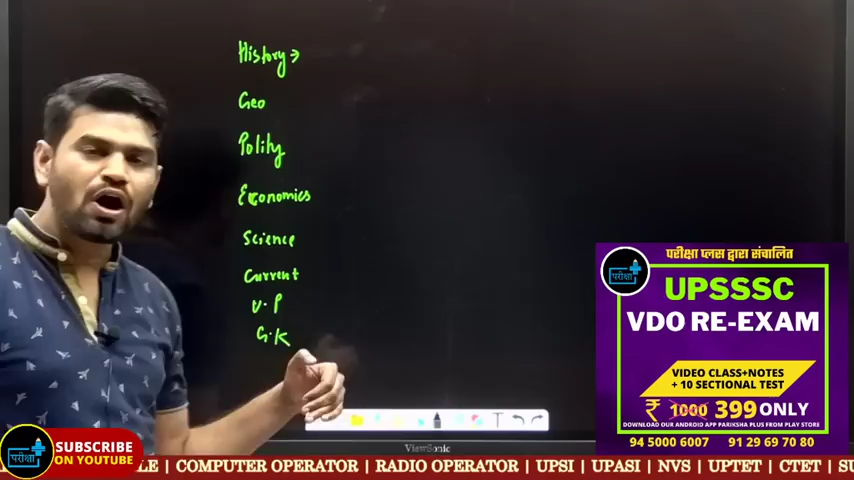 History →
Geo
Polity
Economics
Science
Current
U.P
G.K
परीक्षा प्लस द्वारा संचालित
परीक्षा
UPSSSC
VDO RE-EXAM
VIDEO CLASS+NOTES
+ 10 SECTIONAL TEST
₹ 1000 399 ONLY
DOWNLOAD OUR ANDROID APP PARIKSHA PLUS FROM PLAY STORE
94 5000 6007 91 29 69 70 80
ViewSonic
परीक्षा
SUBSCRIBE
ON YOUTUBE
LE | COMPUTER OPERATOR | RADIO OPERATOR | UPSI | UPASI | NVS | UPTET | CTET | SU